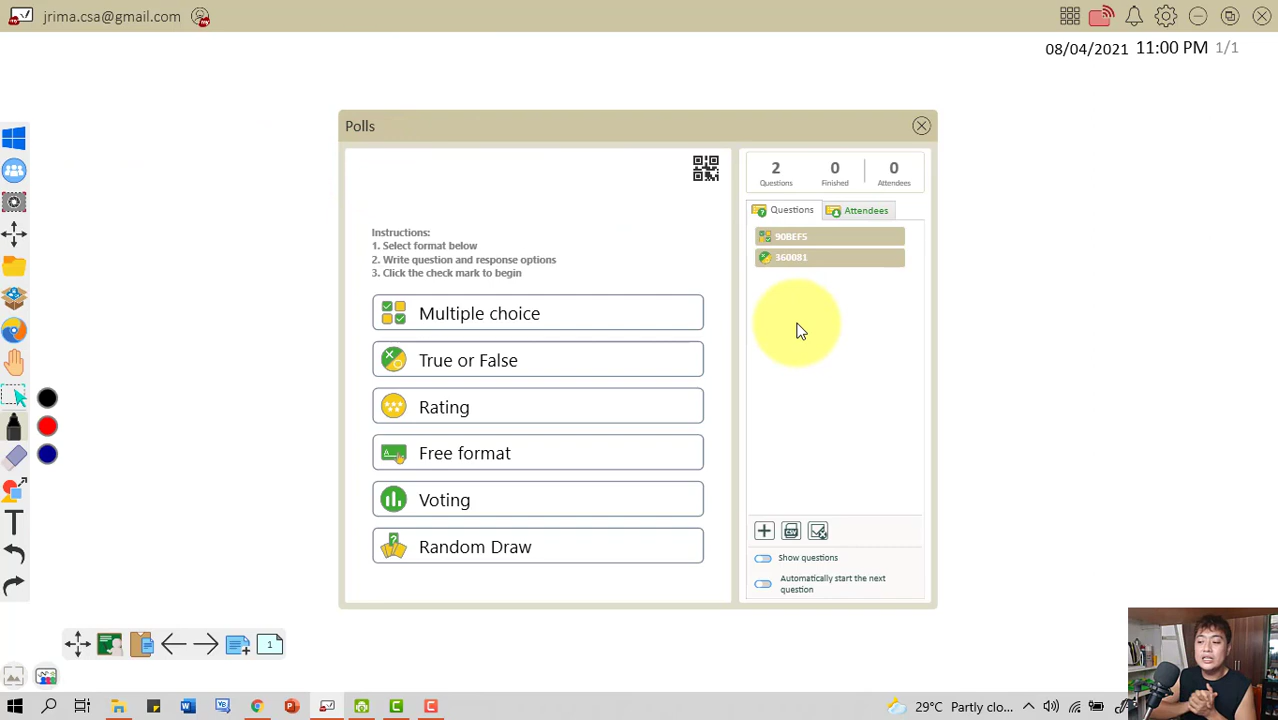 jrima.csa@gmail.com
08/04/2021 11:00 PM 1/1
Polls
2 0 0
Questions Finished Attendees
Questions Attendees
90BEF5
360081
Instructions:
1. Select format below
2. Write question and response options
3. Click the check mark to begin
Multiple choice
True or False
Rating
Free format
Voting
Random Draw
CSV
Show questions
Automatically start the next
question
1
29°C Partly clo...